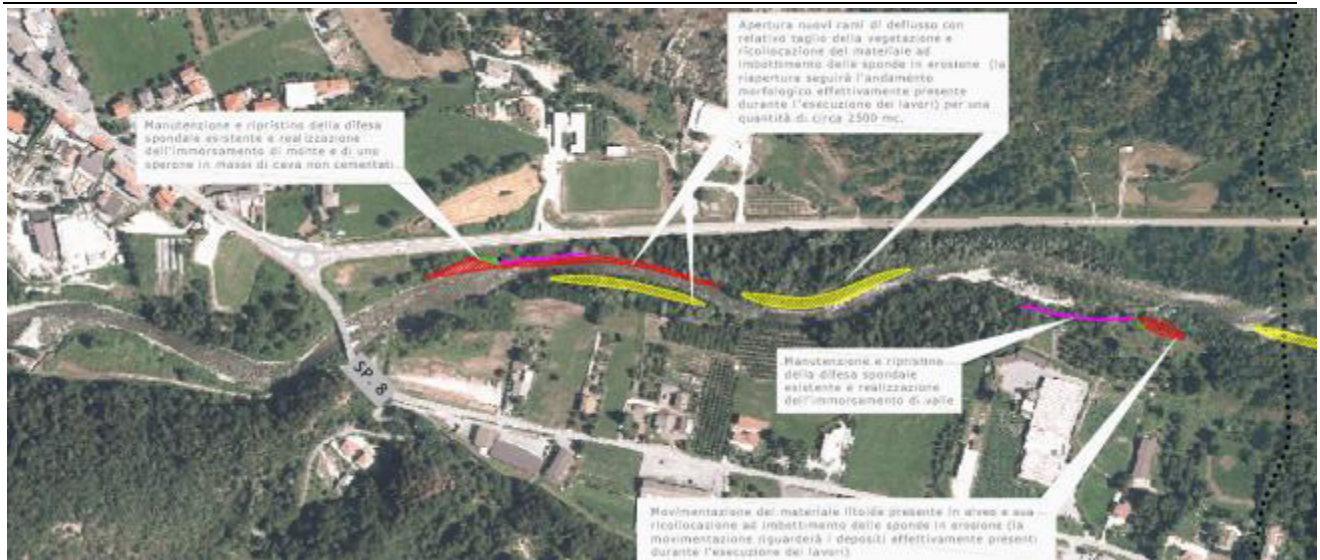 Apertura nuovi rami di deflusso con
relativo taglio della vegetazione e
ricollocazione del materiale ad
imbottimento delle sponde in erosione (la
riapertura seguirà l'andamento
morfologico effettivamente presente
durante l'esecuzione dei lavori) per una
quantità di circa 2500 mc.
Manutenzione e ripristino della difesa
spondale esistente e realizzazione
dell'immorsamento di monte e di uno
sperone in massi di cava non cementati
SP. 8
Manutenzione e ripristino
della difesa spondale
esistente e realizzazione
dell'immorsamento di valle
Movimentazione del materiale litoide presente in alveo e sua
ricollocazione ad imbottimento delle sponde in erosione (la
movimentazione riguarderà i depositi effettivamente presenti
durante l'esecuzione dei lavori)